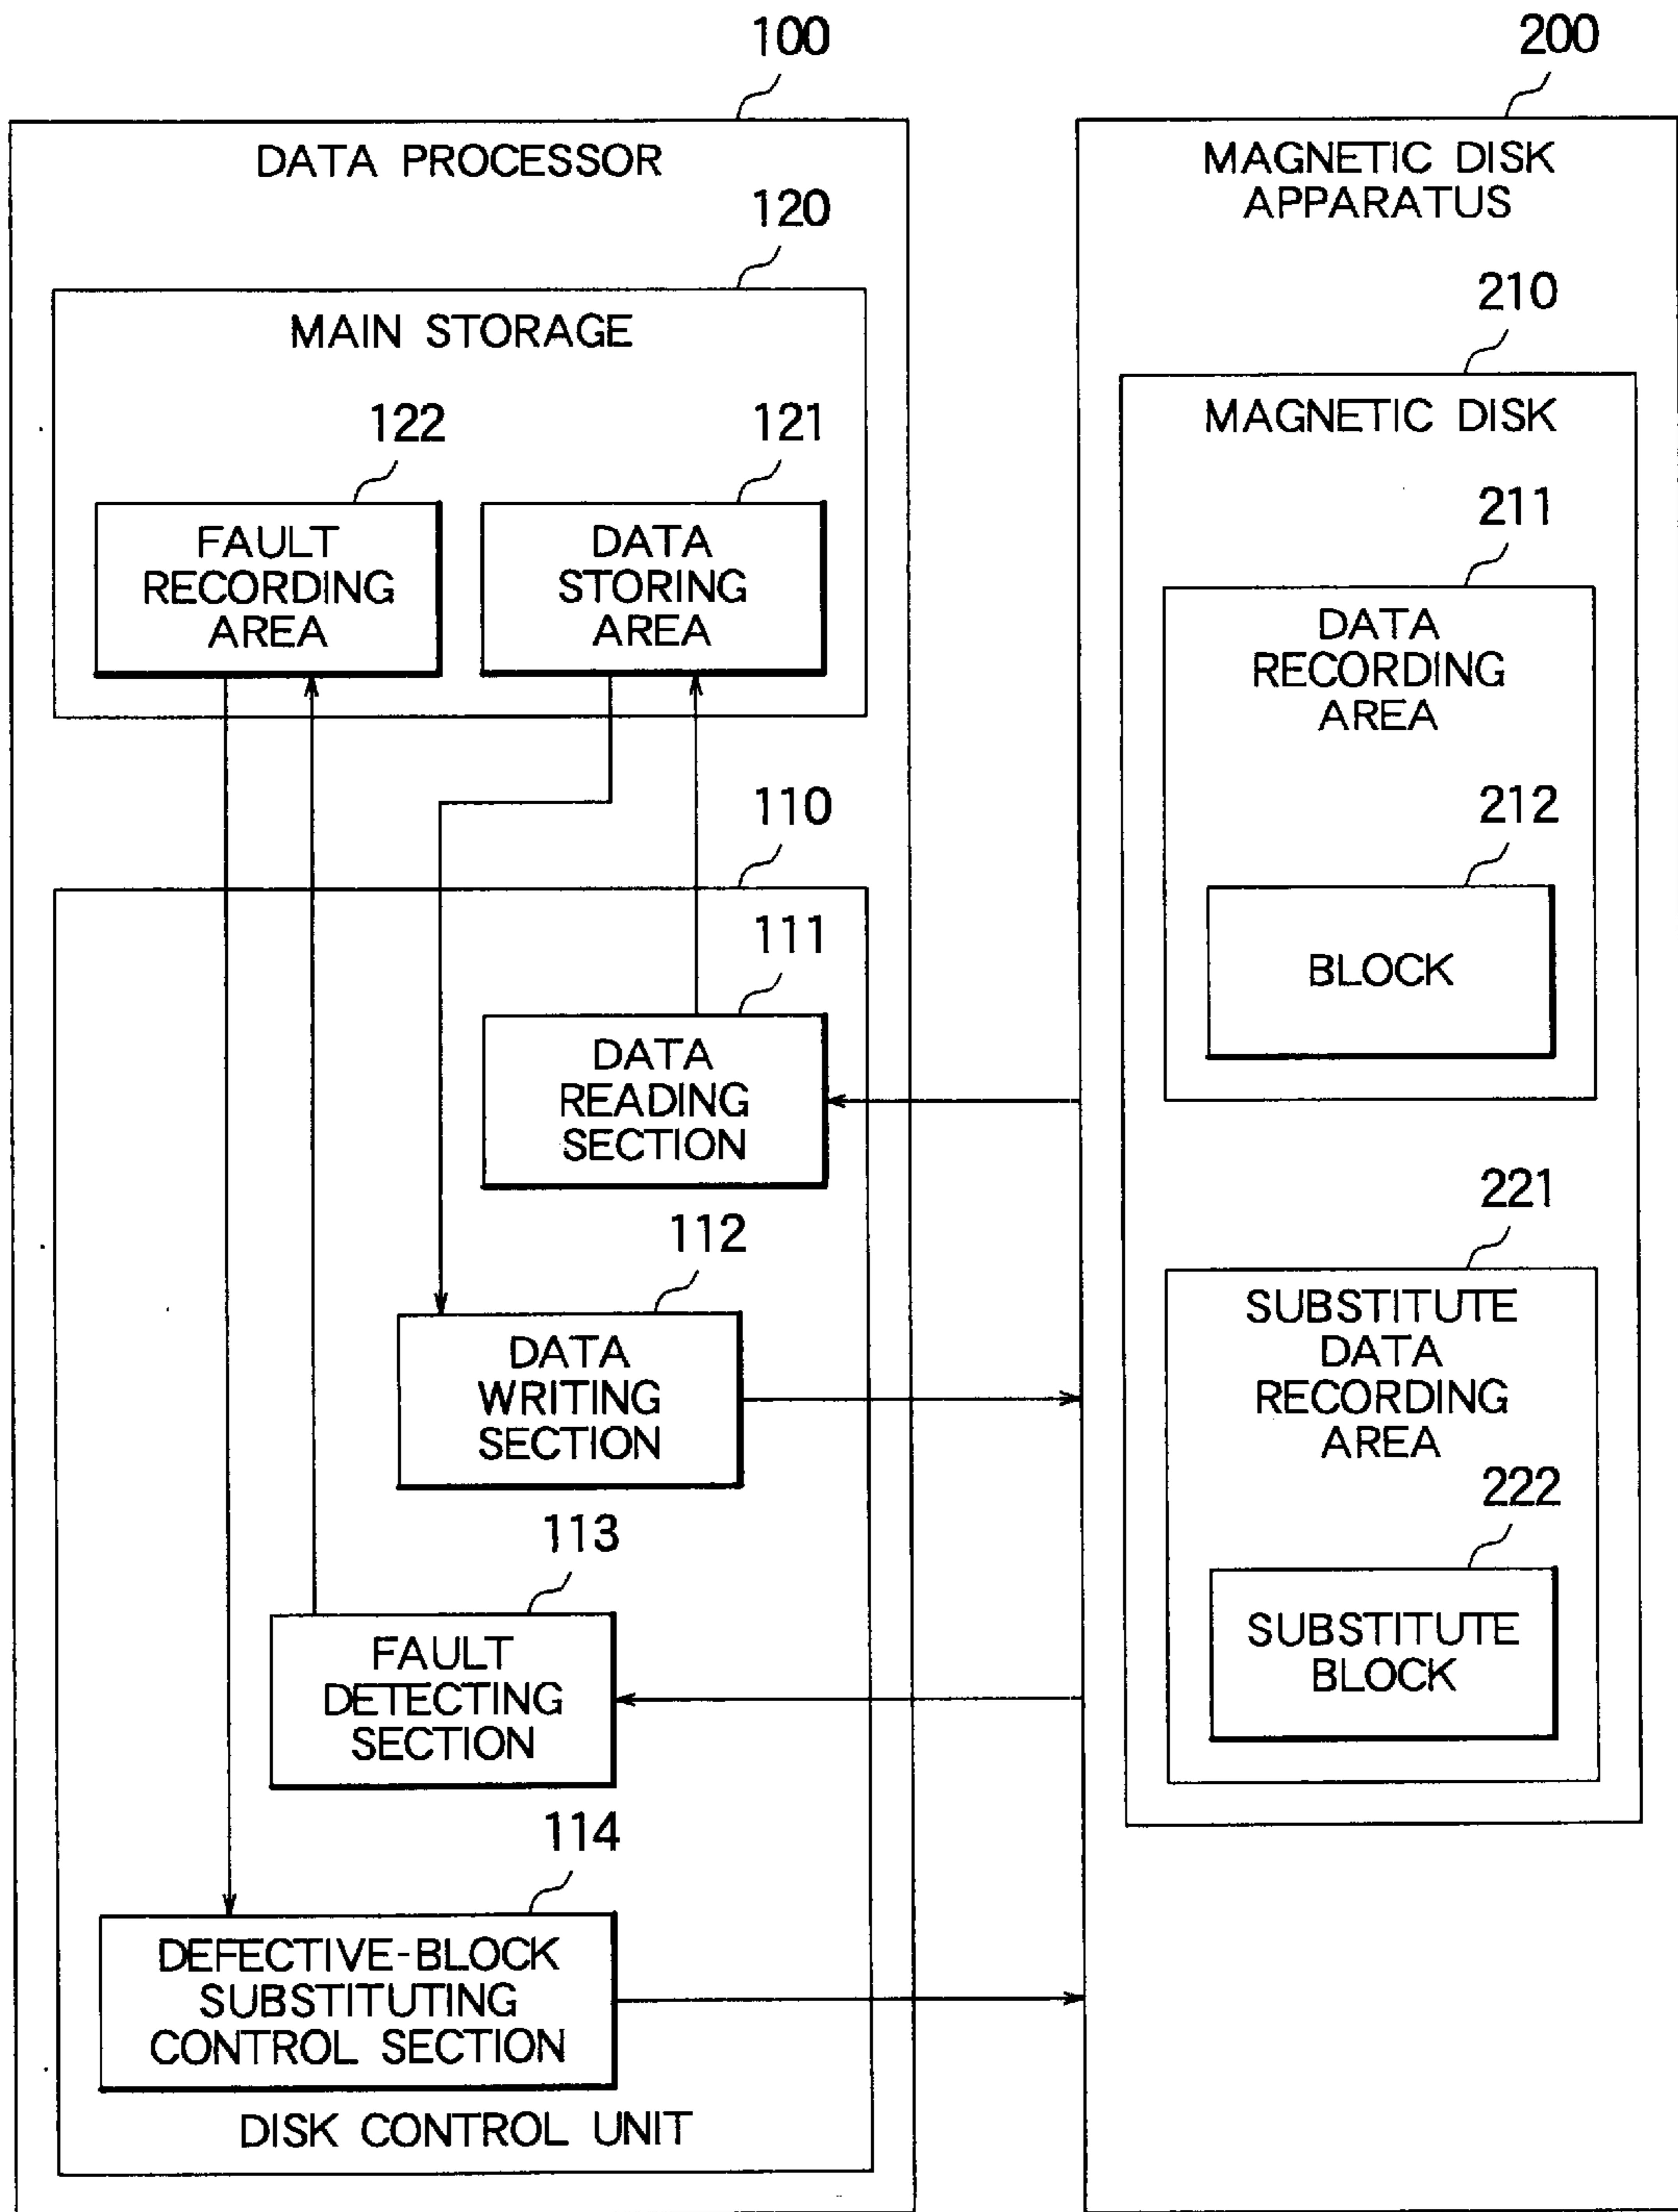 100
200
DATA PROCESSOR
MAGNETIC DISK
APPARATUS
120
210
MAIN STORAGE
MAGNETIC DISK
122
121
211
FAULT
RECORDING
AREA
DATA
STORING
AREA
DATA
RECORDING
AREA
110
212
BLOCK
111
DATA
READING
SECTION
112
221
DATA
WRITING
SECTION
SUBSTITUTE
DATA
RECORDING
AREA
222
113
SUBSTITUTE
BLOCK
FAULT
DETECTING
SECTION
114
DEFECTIVE-BLOCK
SUBSTITUTING
CONTROL SECTION
DISK CONTROL UNIT